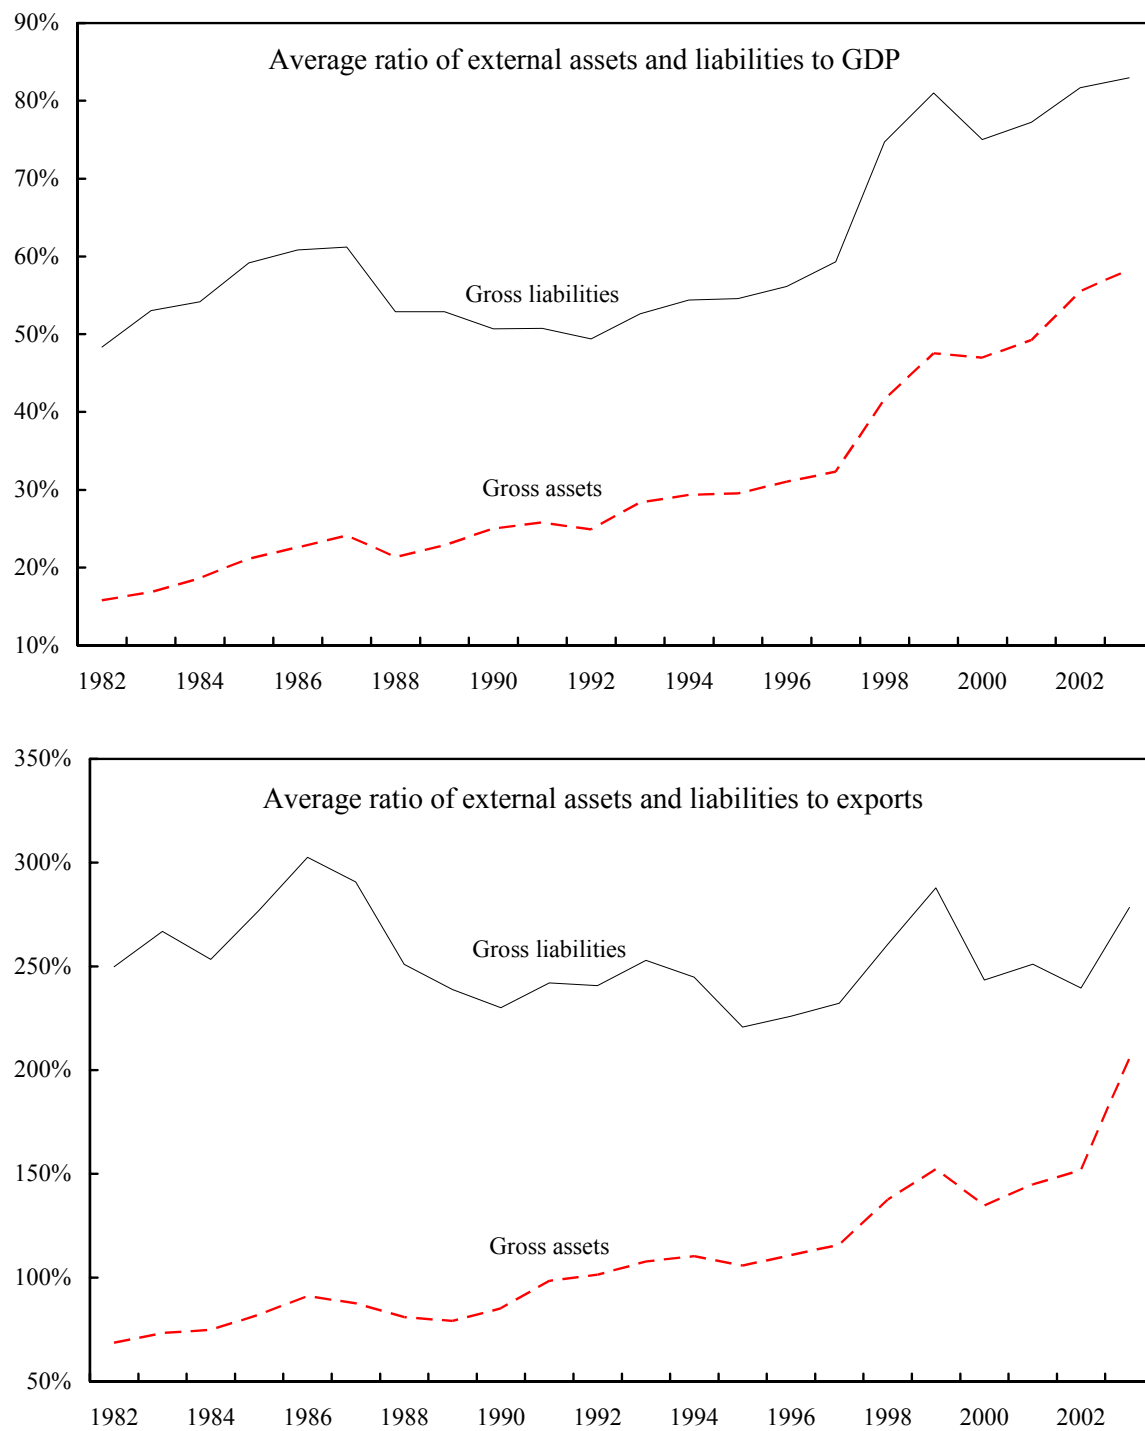 90%
Average ratio of external assets and liabilities to GDP
80%
70%
60%
Gross liabilities
50%
40%
30%
Gross assets
20%
10%
1982 1984 1986 1988 1990 1992 1994 1996 1998 2000 2002
350%
Average ratio of external assets and liabilities to exports
300%
Gross liabilities
250%
200%
150%
Gross assets
100%
50%
1982 1984 1986 1988 1990 1992 1994 1996 1998 2000 2002